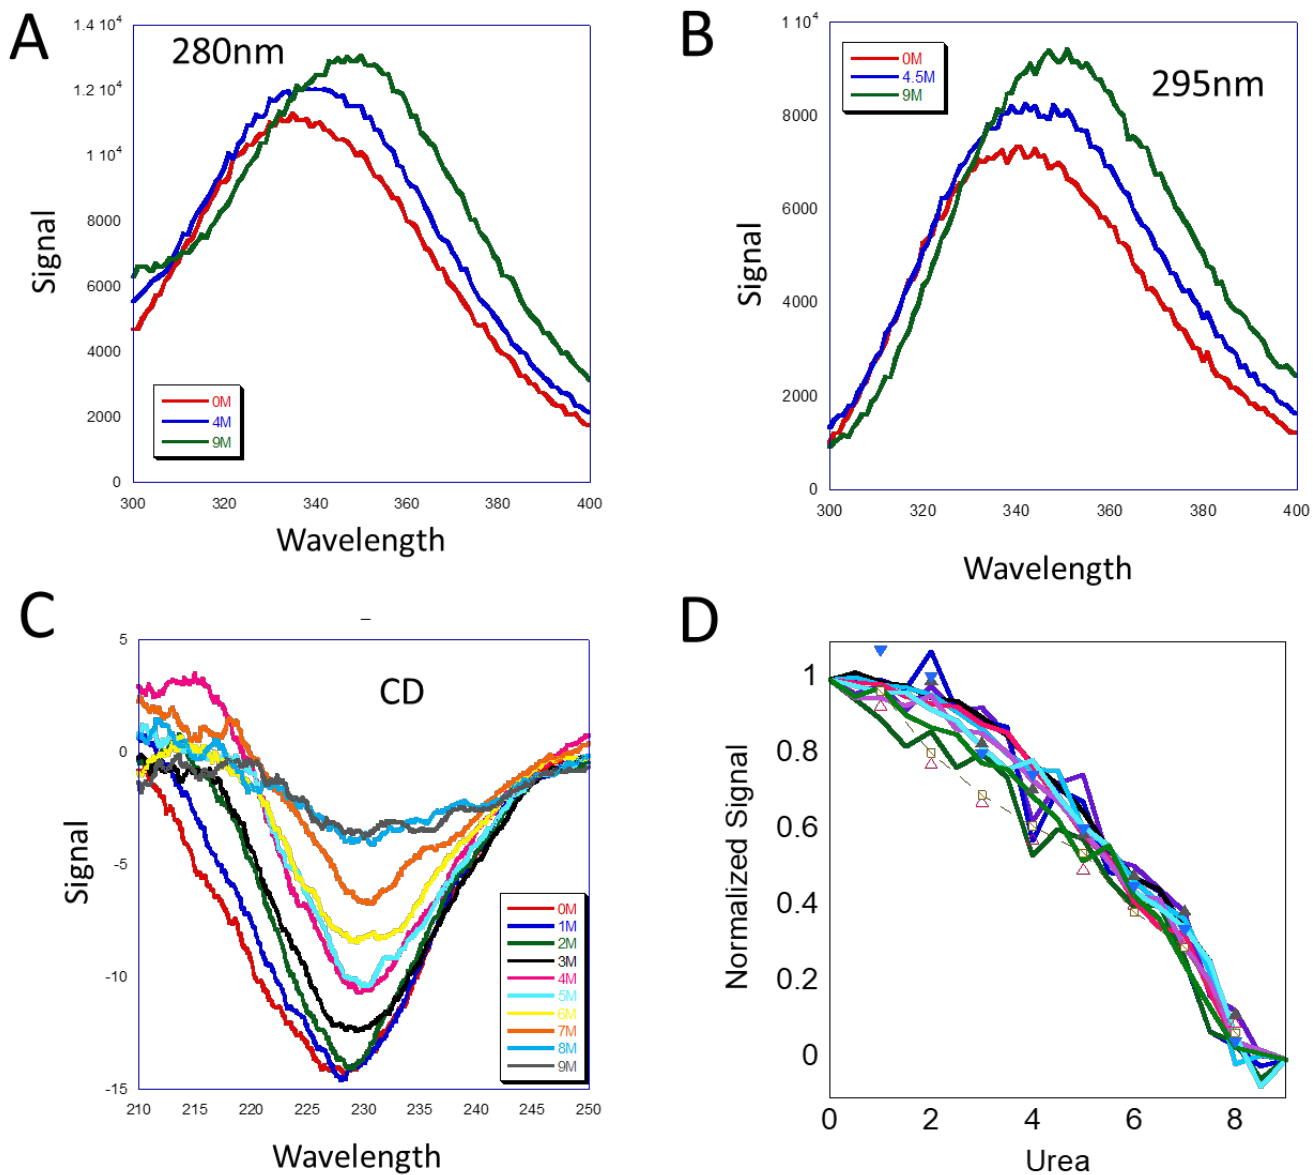 A
280nm
1.4 10⁴
1.2 10⁴
1 10⁴
8000
6000
4000
2000
0
Signal
0M
4M
9M
300
320
340
360
380
400
Wavelength
B
295nm
1 10⁴
8000
6000
4000
2000
0
Signal
0M
4.5M
9M
300
320
340
360
380
400
Wavelength
C
CD
5
0
-5
-10
-15
Signal
0M
1M
2M
3M
4M
5M
6M
7M
8M
9M
210
215
220
225
230
235
240
245
250
Wavelength
D
1
0.8
0.6
0.4
0.2
0
Normalized Signal
0
2
4
6
8
Urea